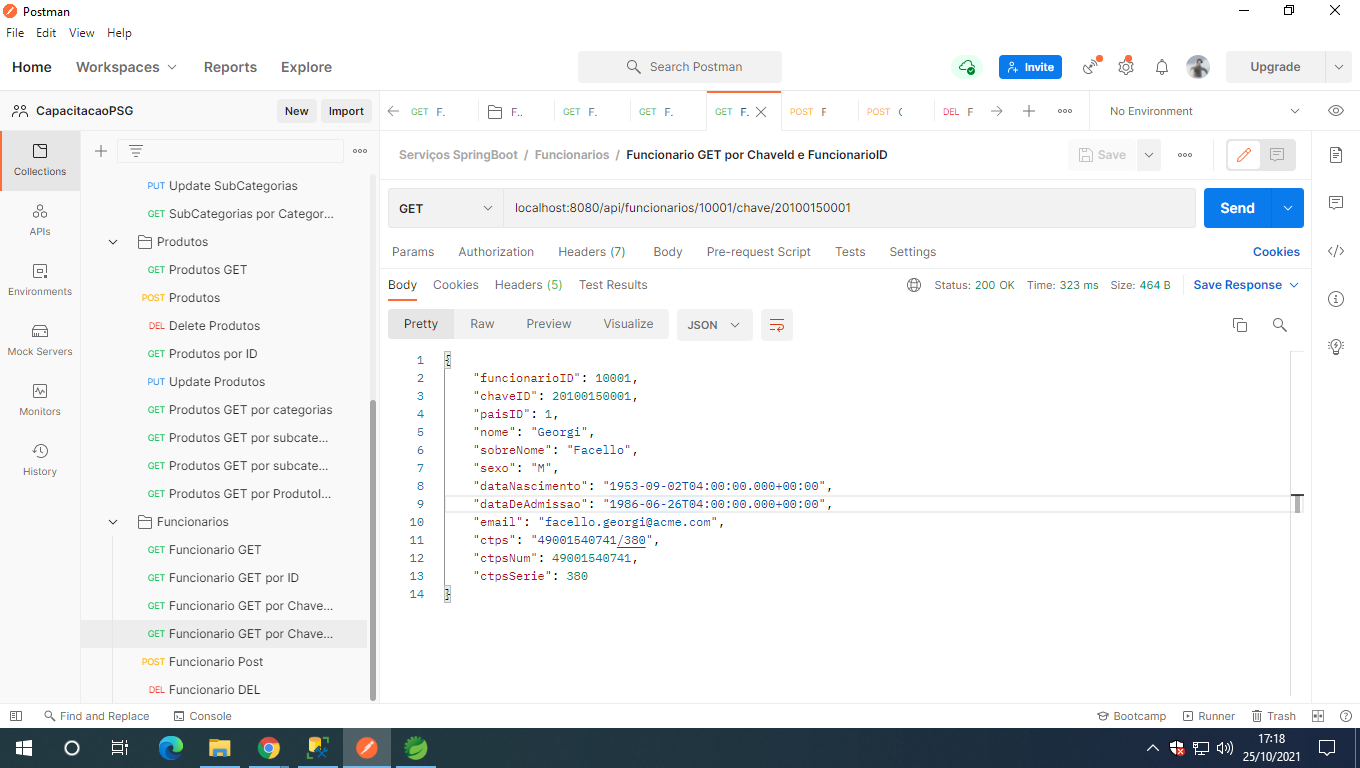 Postman
File Edit View Help
Home Workspaces Reports Explore Search Postman Invite Upgrade
CapacitacaoPSG New Import GET F. F.. GET F. GET F. GET F. POST F POST DEL F No Environment
Serviços SpringBoot / Funcionarios / Funcionario GET por ChaveId e FuncionarioID Save
Collections
APIs
Environments
Mock Servers
Monitors
History
PUT Update SubCategorias
GET SubCategorias por Categor...
Produtos
GET Produtos GET
POST Produtos
DEL Delete Produtos
GET Produtos por ID
PUT Update Produtos
GET Produtos GET por categorias
GET Produtos GET por subcate...
GET Produtos GET por subcate...
GET Produtos GET por ProdutoI...
Funcionarios
GET Funcionario GET
GET Funcionario GET por ID
GET Funcionario GET por Chave...
GET Funcionario GET por Chave...
POST Funcionario Post
DEL Funcionario DEL
GET localhost:8080/api/funcionarios/10001/chave/20100150001 Send
Params Authorization Headers (7) Body Pre-request Script Tests Settings Cookies
Body Cookies Headers (5) Test Results Status: 200 OK Time: 323 ms Size: 464 B Save Response
Pretty Raw Preview Visualize JSON
1 {
2 "funcionarioID": 10001,
3 "chaveID": 20100150001,
4 "paisID": 1,
5 "nome": "Georgi",
6 "sobreNome": "Facello",
7 "sexo": "M",
8 "dataNascimento": "1953-09-02T04:00:00.000+00:00",
9 "dataDeAdmissao": "1986-06-26T04:00:00.000+00:00",
10 "email": "facello.georgi@acme.com",
11 "ctps": "49001540741/380",
12 "ctpsNum": 49001540741,
13 "ctpsSerie": 380
14 }
Find and Replace Console Bootcamp Runner Trash
17:18
25/10/2021